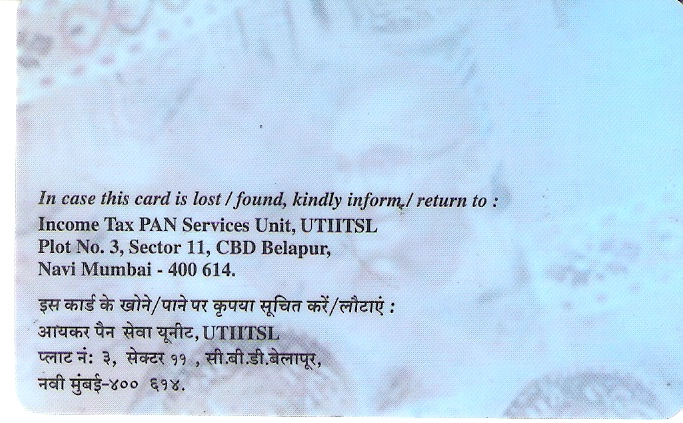 In case this card is lost / found, kindly inform / return to :
Income Tax PAN Services Unit, UTIITSL
Plot No. 3, Sector 11, CBD Belapur,
Navi Mumbai - 400 614.
इस कार्ड के खोने/पाने पर कृपया सूचित करें/लौटाएं :
आयकर पैन सेवा यूनीट, UTIITSL
प्लाट नं: ३, सेक्टर ११ , सी.बी.डी.बेलापूर,
नवी मुंबई-४०० ६१४.